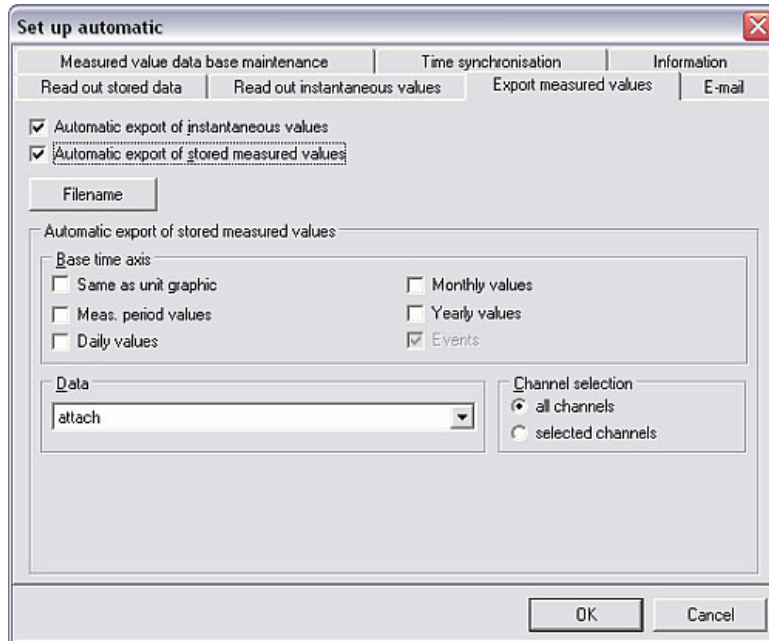 Set up automatic
Measured value data base maintenance
Time synchronisation
Information
Read out stored data
Read out instantaneous values
Export measured values
E-mail
Automatic export of instantaneous values
Automatic export of stored measured values
Filename
Automatic export of stored measured values
Base time axis
Same as unit graphic
Monthly values
Meas. period values
Yearly values
Daily values
Events
Data
Channel selection
attach
all channels
selected channels
OK
Cancel